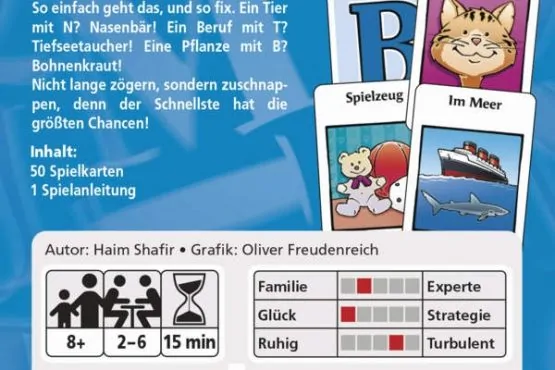 So einfach geht das, und so fix. Ein Tier
mit N? Nasenbär! Ein Beruf mit T?
Tiefseetaucher! Eine Pflanze mit B?
Bohnenkraut!
Nicht lange zögern, sondern zuschnap-
pen, denn der Schnellste hat die
größten Chancen!
Inhalt:
50 Spielkarten
1 Spielanleitung
B
Spielzeug
Im Meer
Autor: Haim Shafir • Grafik: Oliver Freudenreich
8+
2–6
15 min
Familie
Experte
Glück
Strategie
Ruhig
Turbulent